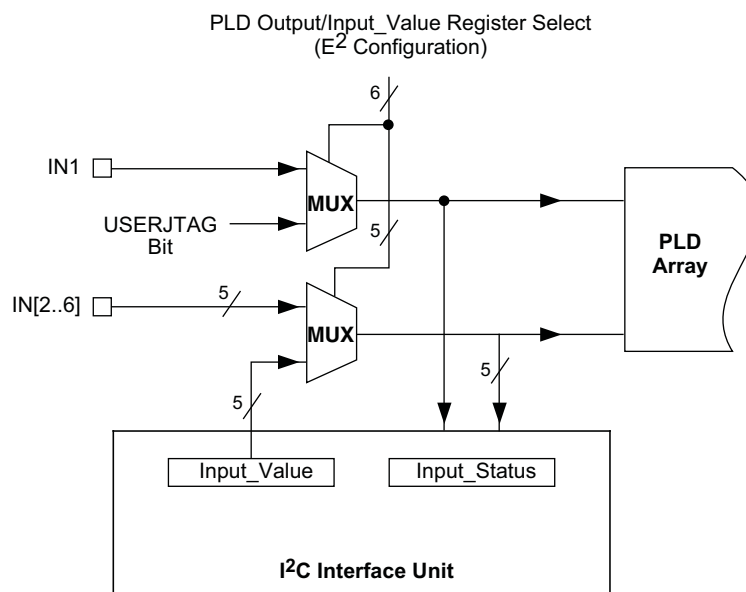 PLD Output/Input_Value Register Select
(E2 Configuration)
6
IN1
MUX
USERJTAG
Bit
5
PLD
Array
IN[2..6]
5
MUX
5
5
Input_Value
Input_Status
I2C Interface Unit